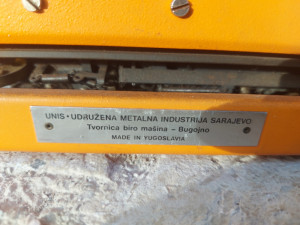 UNIS • UDRUŽENA METALNA INDUSTRIJA SARAJEVO
Tvornica biro mašina – Bugojno
MADE IN YUGOSLAVIA